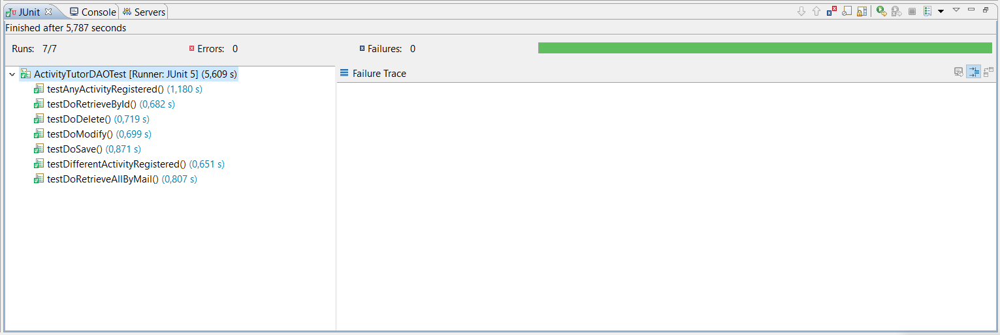 JUnit Console Servers
Finished after 5,787 seconds
Runs: 7/7 Errors: 0 Failures: 0
ActivityTutorDAOTest [Runner: JUnit 5] (5,609 s)
Failure Trace
testAnyActivityRegistered() (1,180 s)
testDoRetrieveById() (0,682 s)
testDoDelete() (0,719 s)
testDoModify() (0,699 s)
testDoSave() (0,871 s)
testDifferentActivityRegistered() (0,651 s)
testDoRetrieveAllByMail() (0,807 s)